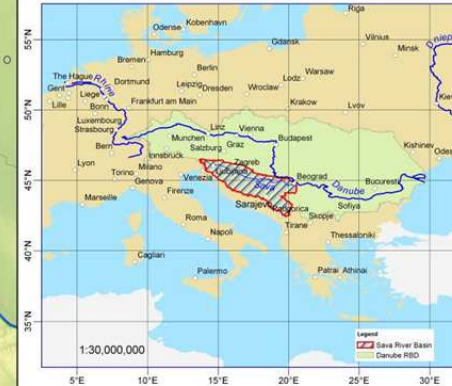 Riga
Kobenhavn
Odense
Vilnius
Gdansk
Minsk
Hamburg
Bremen
Berlin
Warsaw
The Hague
Rhine
Dortmund
Leipzig
Dresden
Lodz
Gent
Liege
Wroclaw
Lille
Bonn
Frankfurt am Main
Krakow
Lvov
Luxembourg
Strasbourg
Linz
Vienna
Munchen
Budapest
Kishinev
Bern
Salzburg
Graz
Innsbruck
Lyon
Milano
Zagreb
Torino
Venezia
Ljubljana
Beograd
Bucuresti
Genova
Sava
Danube
Marseille
Firenze
Sarajevo
Podgorica
Sofiya
Skopje
Roma
Tirane
Napoli
Thessaloniki
Cagliari
Palermo
Patrai
Athinai
55°N
50°N
45°N
40°N
35°N
1:30,000,000
Legend
Sava River Basin
Danube RBD
5°E
10°E
15°E
20°E
25°E
30°E